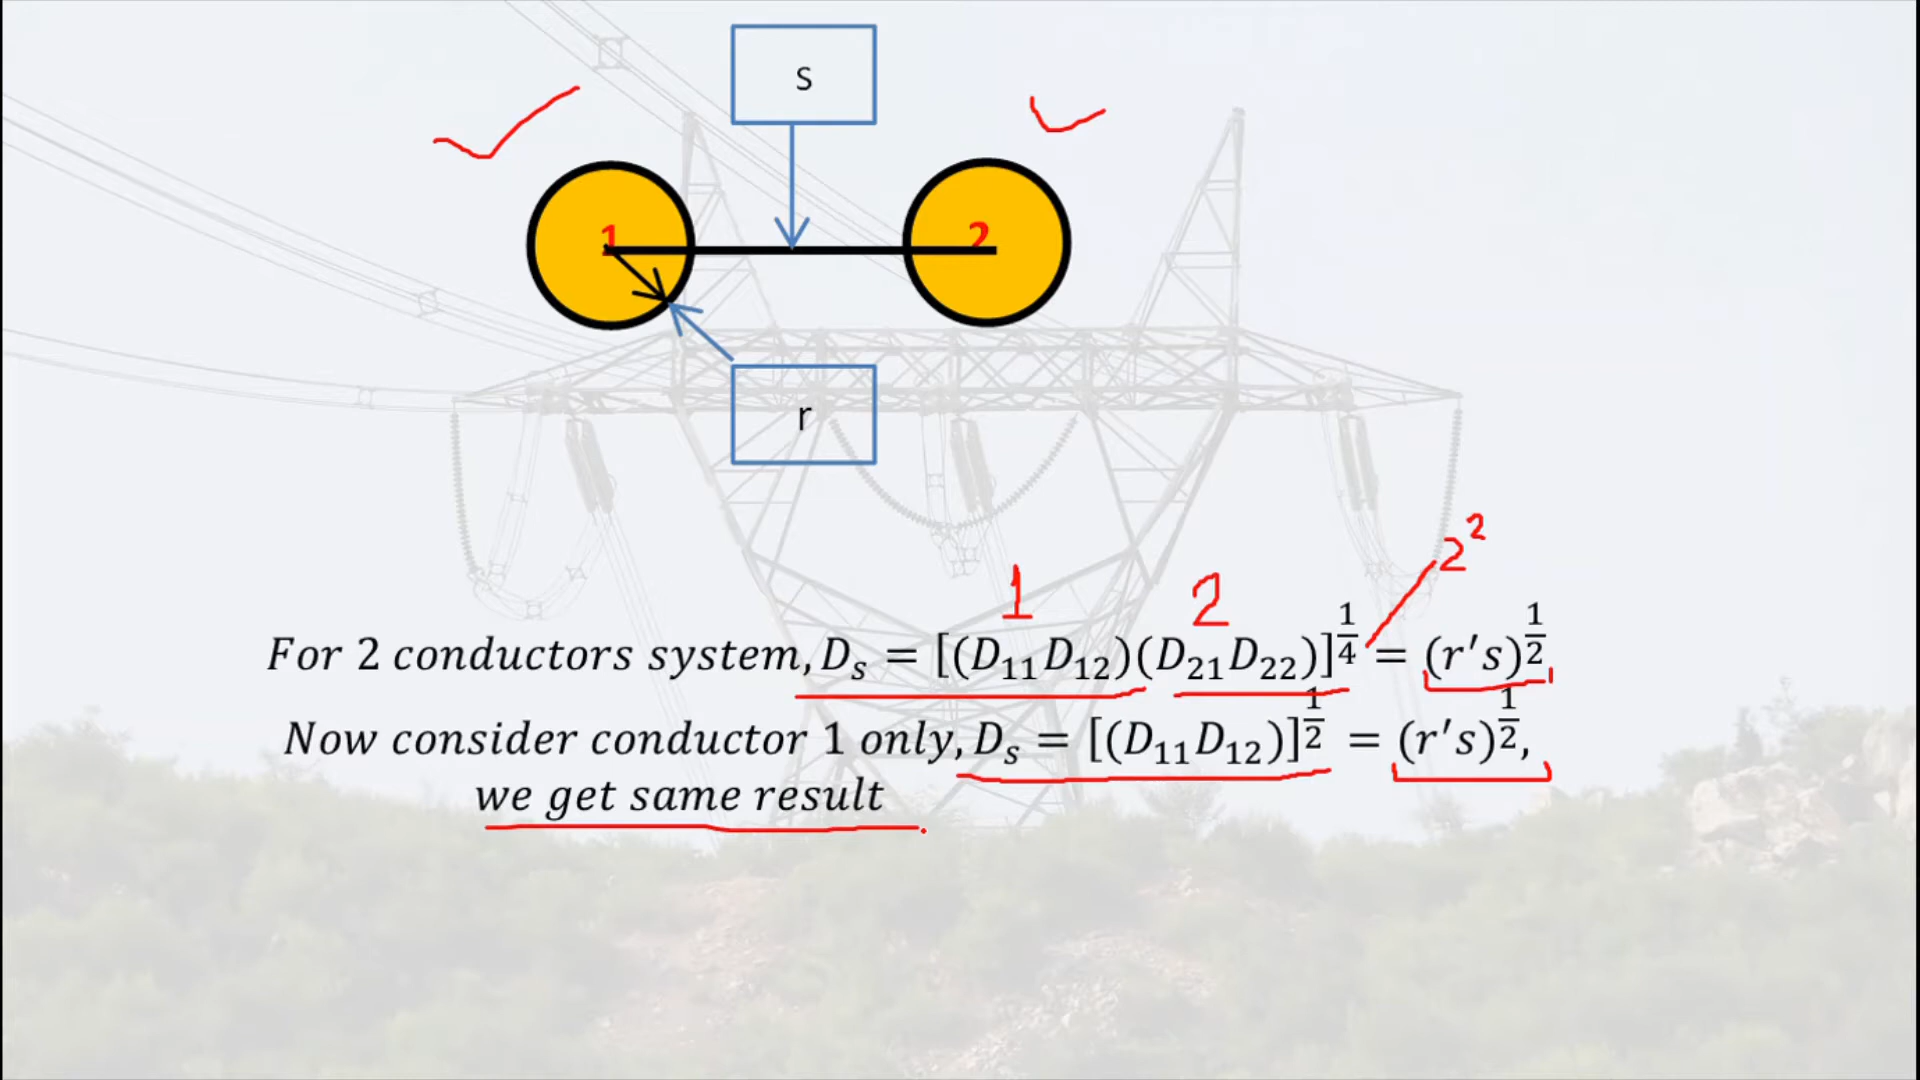 s
1
2
r
2²
1 2
For 2 conductors system, Dₛ = [(D₁₁D₁₂)(D₂₁D₂₂)]^(1/4) = (r's)^(1/2)
Now consider conductor 1 only, Dₛ = [(D₁₁D₁₂)]^(1/2) = (r's)^(1/2),
we get same result